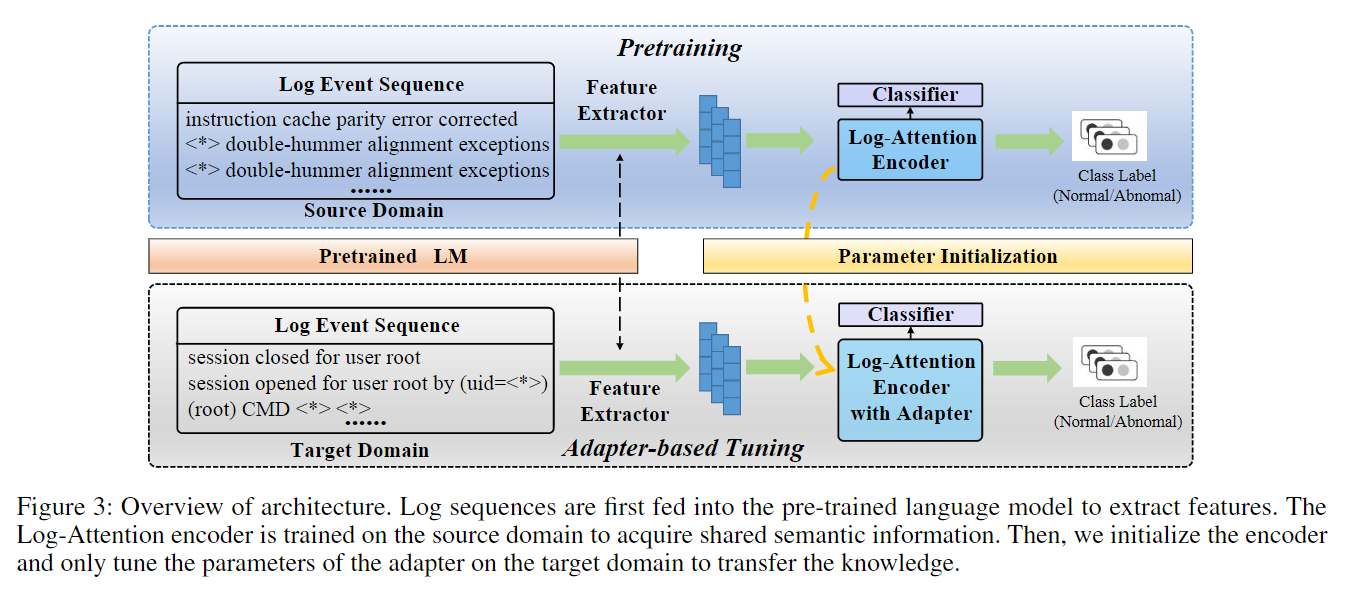 Pretraining
Log Event Sequence
instruction cache parity error corrected
<*> double-hummer alignment exceptions
<*> double-hummer alignment exceptions
......
Source Domain
Feature
Extractor
Classifier
Log-Attention
Encoder
Class Label
(Normal/Abnomal)
Pretrained LM
Parameter Initialization
Log Event Sequence
session closed for user root
session opened for user root by (uid=<*>)
(root) CMD <*> <*>
......
Target Domain
Feature
Extractor
Adapter-based Tuning
Classifier
Log-Attention
Encoder
with Adapter
Class Label
(Normal/Abnomal)
Figure 3: Overview of architecture. Log sequences are first fed into the pre-trained language model to extract features. The
Log-Attention encoder is trained on the source domain to acquire shared semantic information. Then, we initialize the encoder
and only tune the parameters of the adapter on the target domain to transfer the knowledge.